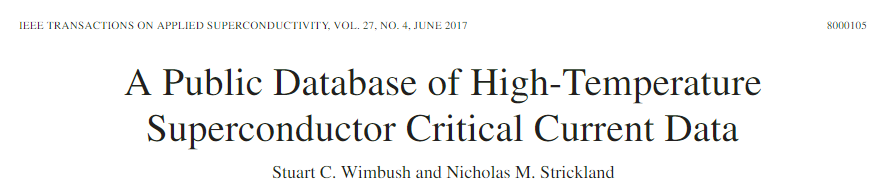 IEEE TRANSACTIONS ON APPLIED SUPERCONDUCTIVITY, VOL. 27, NO. 4, JUNE 2017 8000105
A Public Database of High-Temperature
Superconductor Critical Current Data
Stuart C. Wimbush and Nicholas M. Strickland